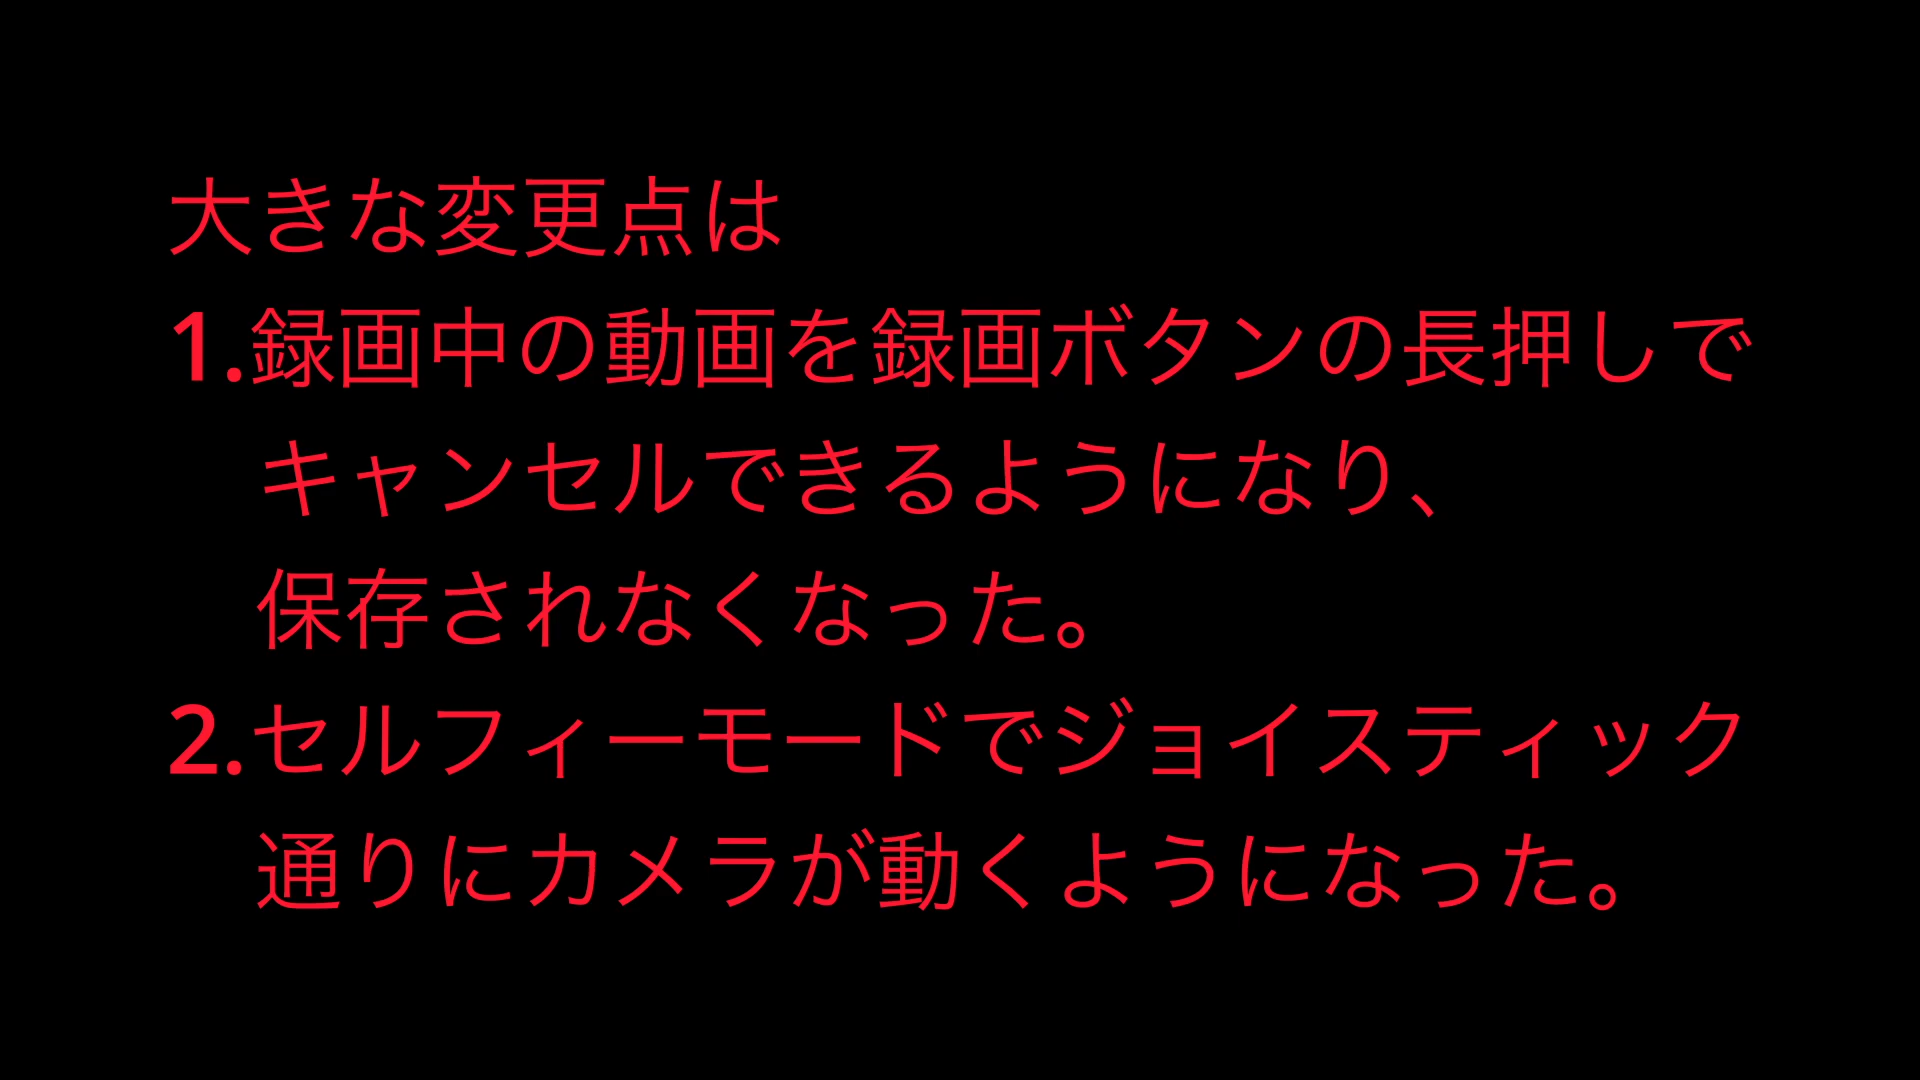 大きな変更点は
1.録画中の動画を録画ボタンの長押しで
キャンセルできるようになり、
保存されなくなった。
2.セルフィーモードでジョイスティック
通りにカメラが動くようになった。